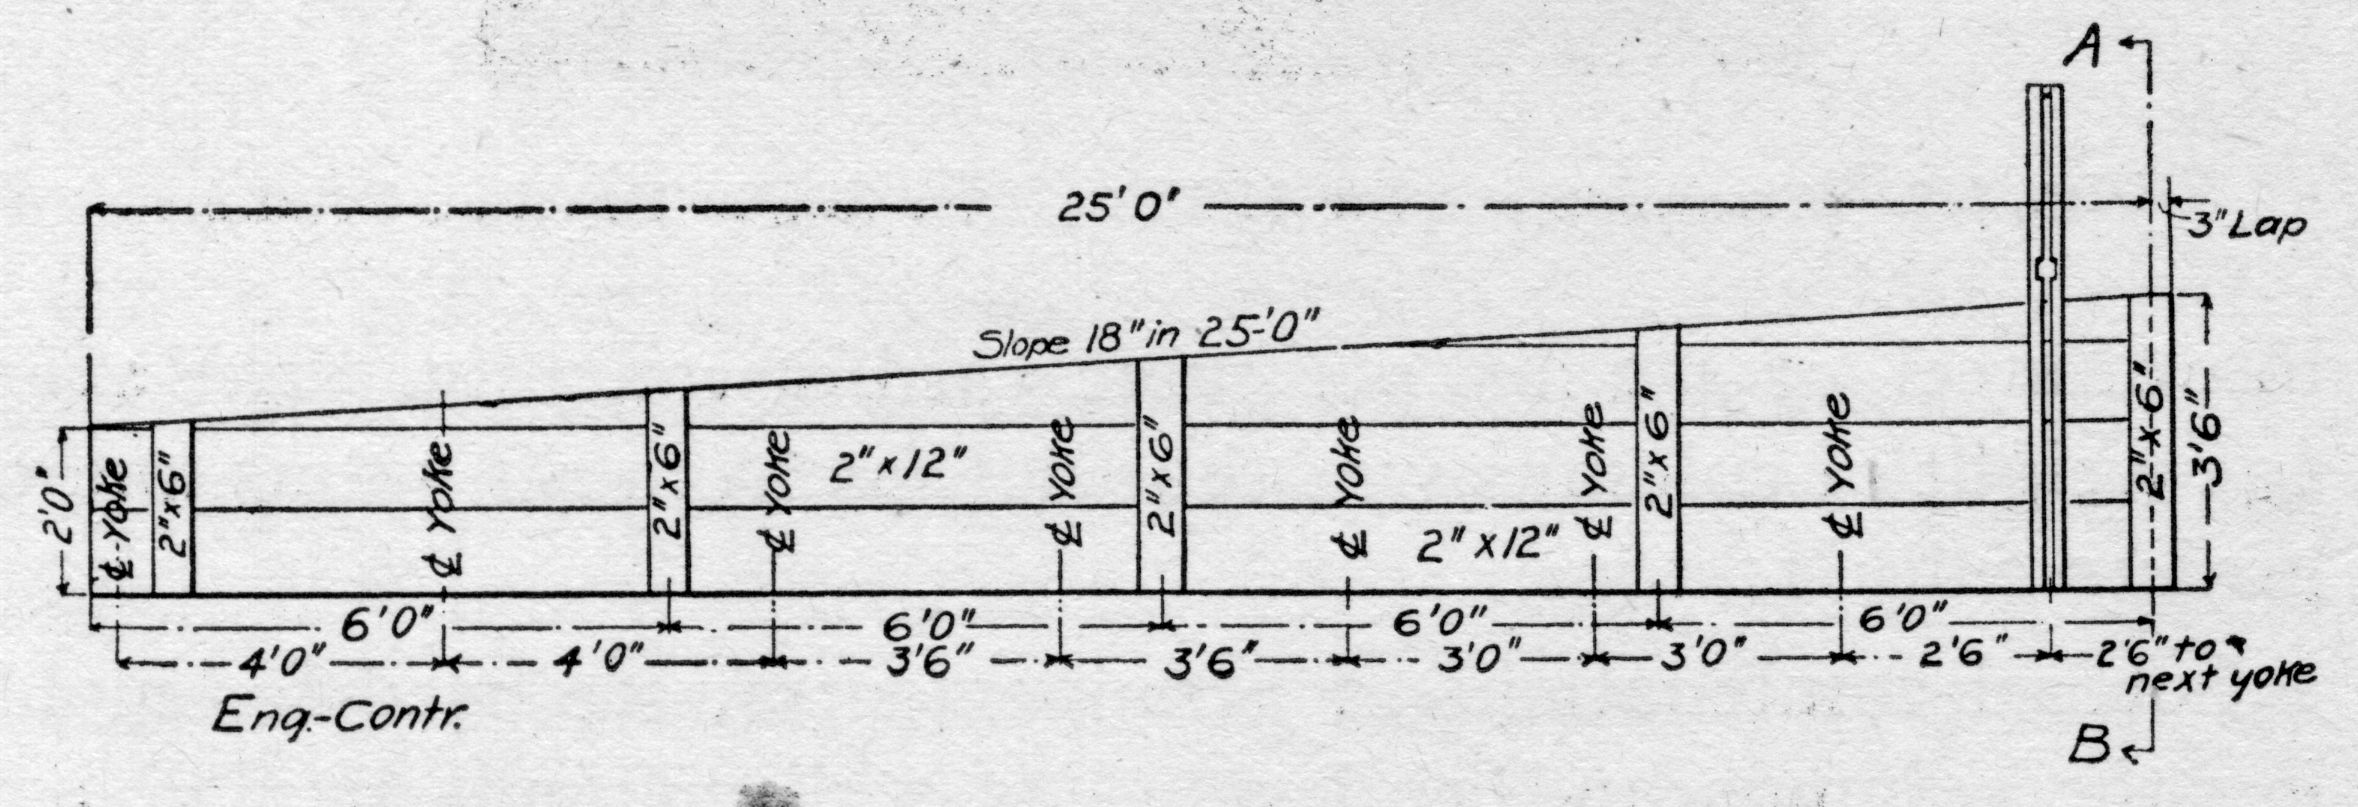 A
25'0"
3" Lap
Slope 18" in 25'-0"
2'0"
℄ Yoke
2" x 6"
℄ Yoke
2" x 6"
℄ Yoke
2" x 12"
℄ Yoke
2" x 6"
℄ Yoke
2" x 12"
℄ Yoke
2" x 6"
℄ Yoke
2" x 6"
3'6"
6'0" 6'0" 6'0" 6'0"
4'0" 4'0" 3'6" 3'6" 3'0" 3'0" 2'6" 2'6" to
next yoke
Eng.-Contr.
B